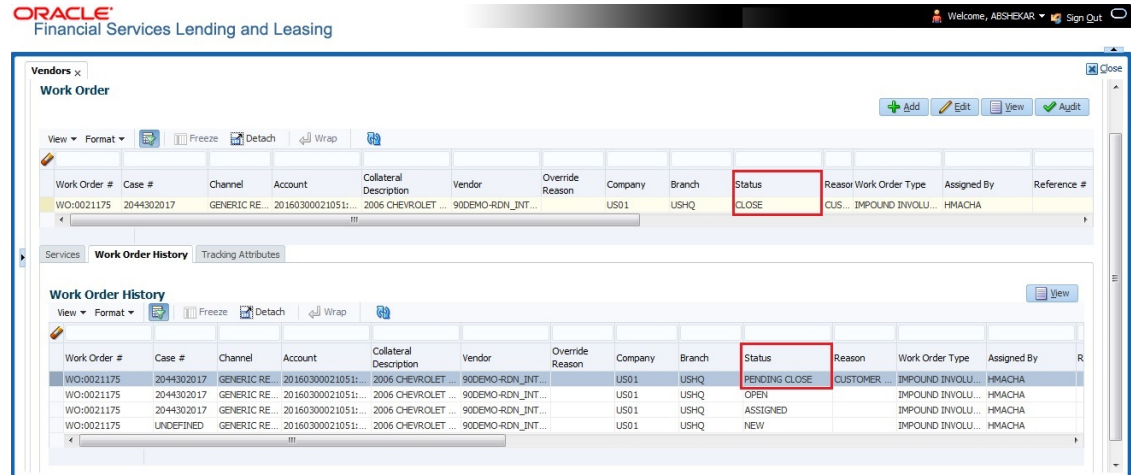 ORACLE®
Financial Services Lending and Leasing
Welcome, ABSHEKAR Sign Out
Vendors x
Close
Work Order
Add Edit View Audit
View Format Freeze Detach Wrap
Work Order # Case # Channel Account Collateral Description Vendor Override Reason Company Branch Status Reason Work Order Type Assigned By Reference #
WO:0021175 2044302017 GENERIC RE... 20160300021051:... 2006 CHEVROLET ... 90DEMO-RDN_INT... US01 USHQ CLOSE CUS... IMPOUND INVOLU... HMACHA
Services Work Order History Tracking Attributes
Work Order History
View
View Format Freeze Detach Wrap
Work Order # Case # Channel Account Collateral Description Vendor Override Reason Company Branch Status Reason Work Order Type Assigned By R
WO:0021175 2044302017 GENERIC RE... 20160300021051:... 2006 CHEVROLET ... 90DEMO-RDN_INT... US01 USHQ PENDING CLOSE CUSTOMER ... IMPOUND INVOLU... HMACHA
WO:0021175 2044302017 GENERIC RE... 20160300021051:... 2006 CHEVROLET ... 90DEMO-RDN_INT... US01 USHQ OPEN IMPOUND INVOLU... HMACHA
WO:0021175 2044302017 GENERIC RE... 20160300021051:... 2006 CHEVROLET ... 90DEMO-RDN_INT... US01 USHQ ASSIGNED IMPOUND INVOLU... HMACHA
WO:0021175 UNDEFINED GENERIC RE... 20160300021051:... 2006 CHEVROLET ... 90DEMO-RDN_INT... US01 USHQ NEW IMPOUND INVOLU... HMACHA